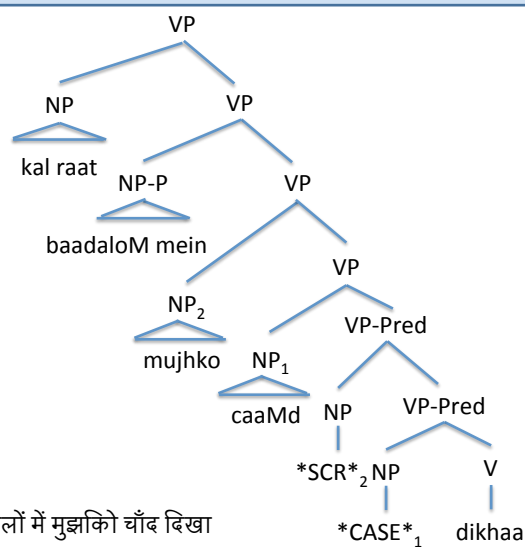 VP
NP VP
kal raat
NP-P VP
baadaloM mein
VP
NP₂ VP-Pred
mujhko NP₁
caaMd NP VP-Pred
*SCR*₂ NP V
लों में मुझकिो चाँद दिखा
*CASE*₁ dikhaa